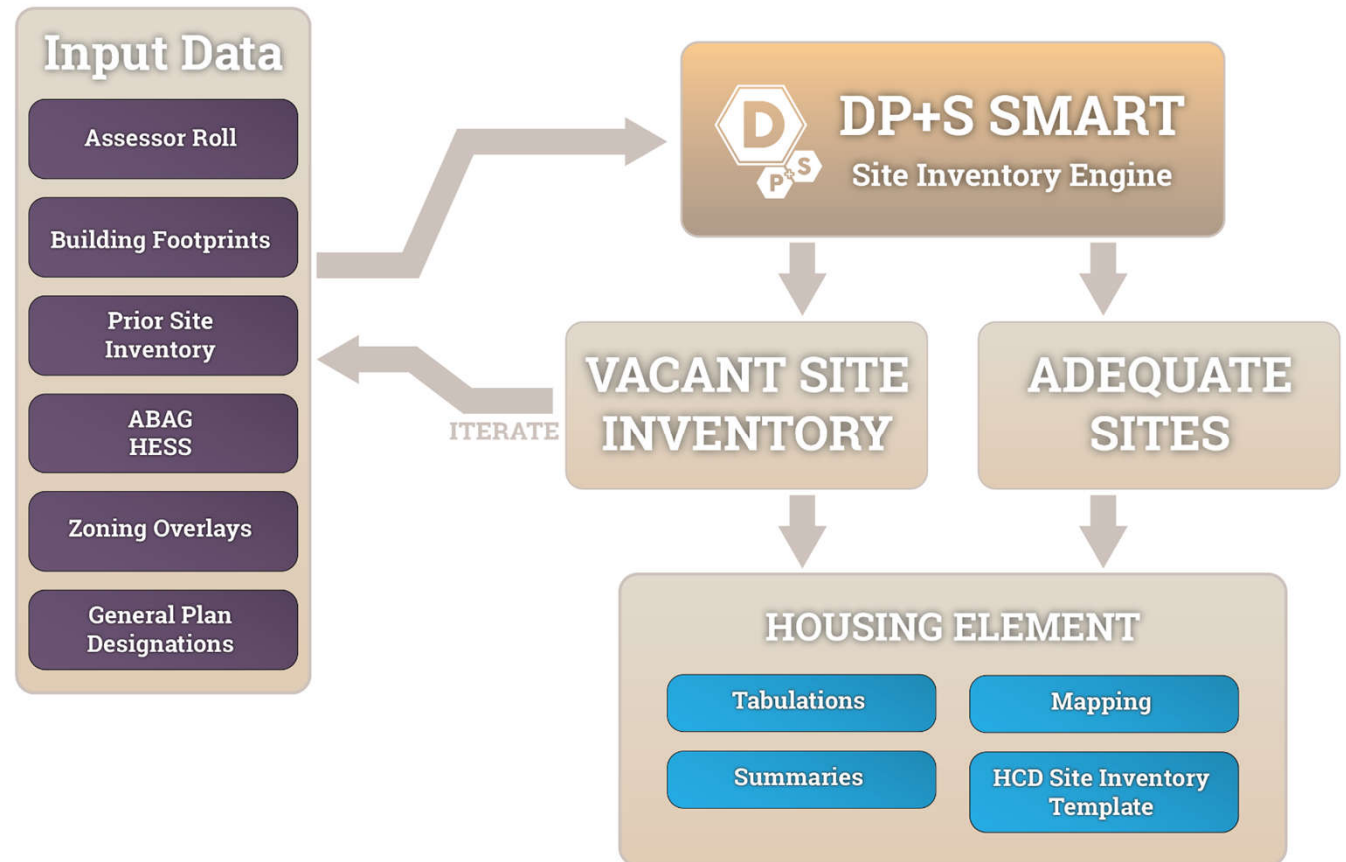 Input Data
Assessor Roll
Building Footprints
Prior Site
Inventory
ABAG
HESS
Zoning Overlays
General Plan
Designations
D
P+S
DP+S SMART
Site Inventory Engine
ITERATE
VACANT SITE
INVENTORY
ADEQUATE
SITES
HOUSING ELEMENT
Tabulations
Mapping
Summaries
HCD Site Inventory
Template